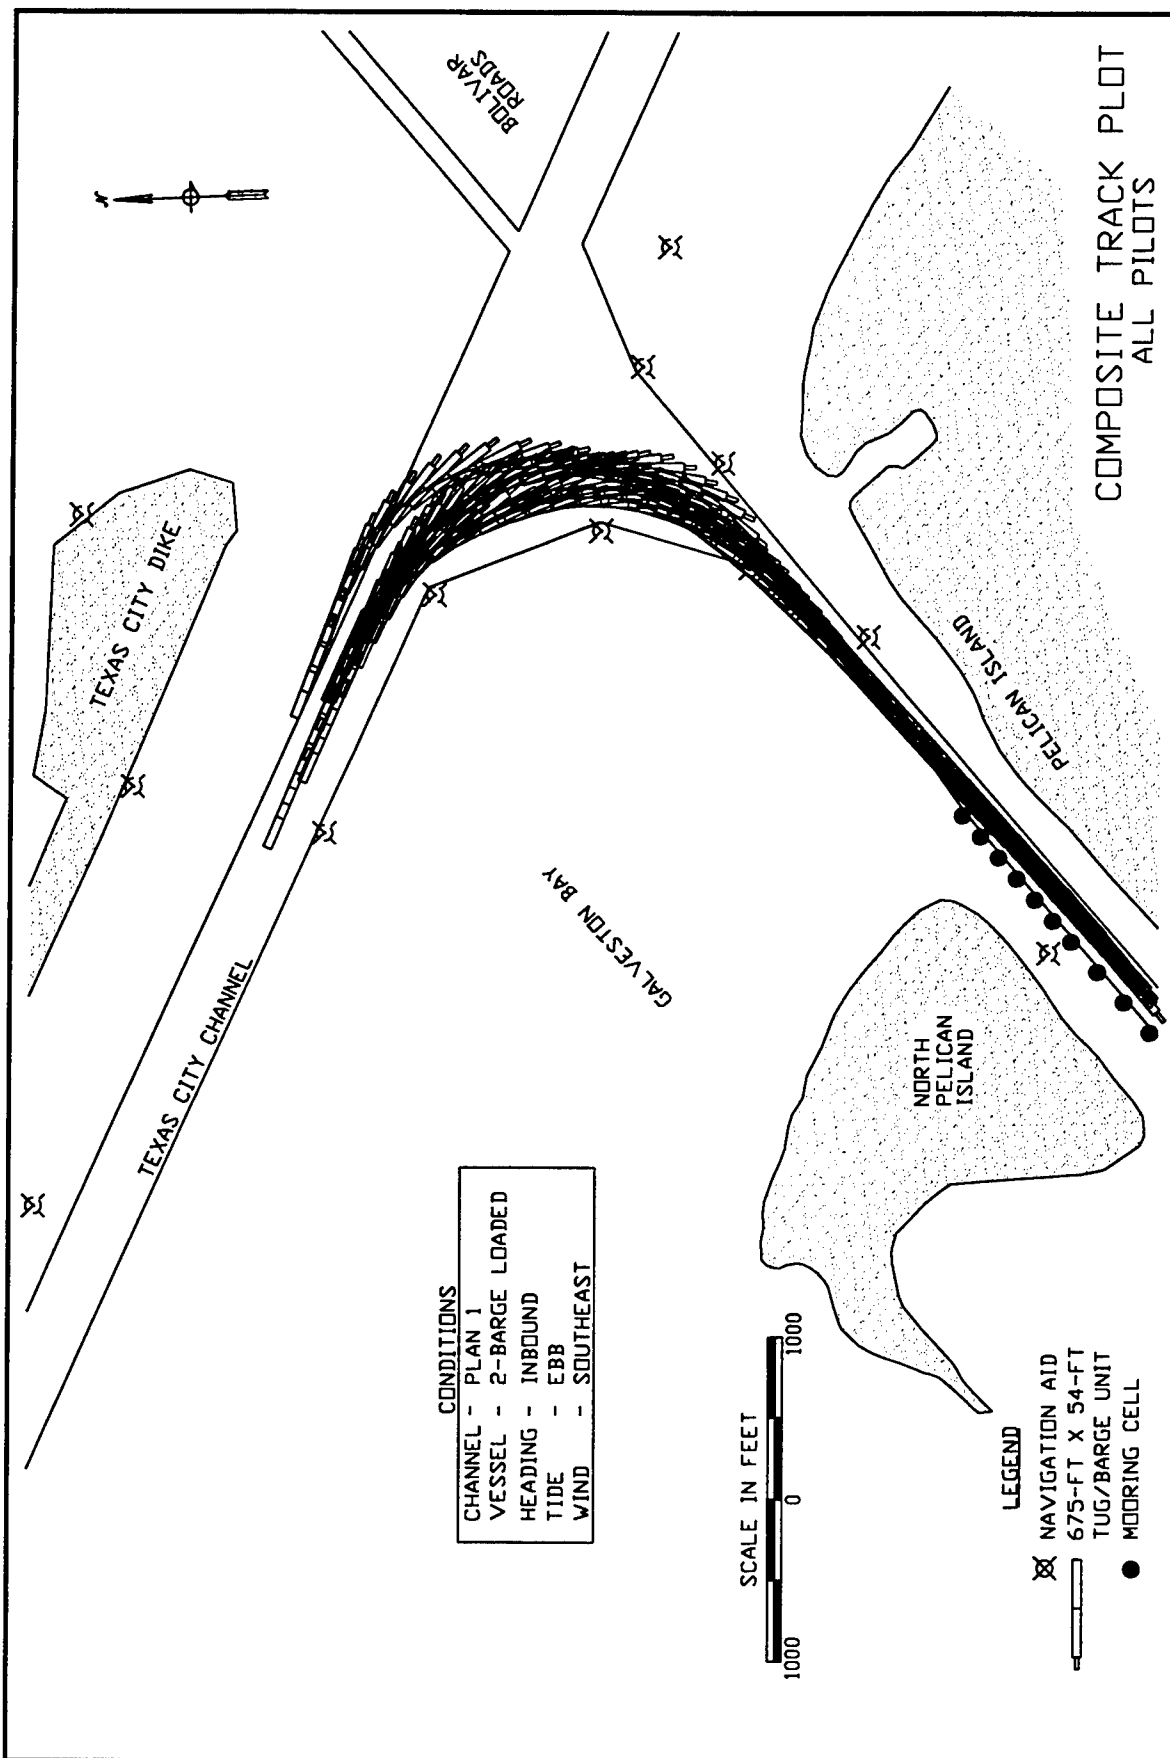 N
BOLIVAR
ROADS
TEXAS CITY DIKE
TEXAS CITY CHANNEL
GALVESTON BAY
PELICAN ISLAND
NORTH
PELICAN
ISLAND
CONDITIONS
CHANNEL - PLAN 1
VESSEL - 2-BARGE LOADED
HEADING - INBOUND
TIDE - EBB
WIND - SOUTHEAST
SCALE IN FEET
1000 0 1000
LEGEND
NAVIGATION AID
675-FT X 54-FT
TUG/BARGE UNIT
MOORING CELL
COMPOSITE TRACK PLOT
ALL PILOTS